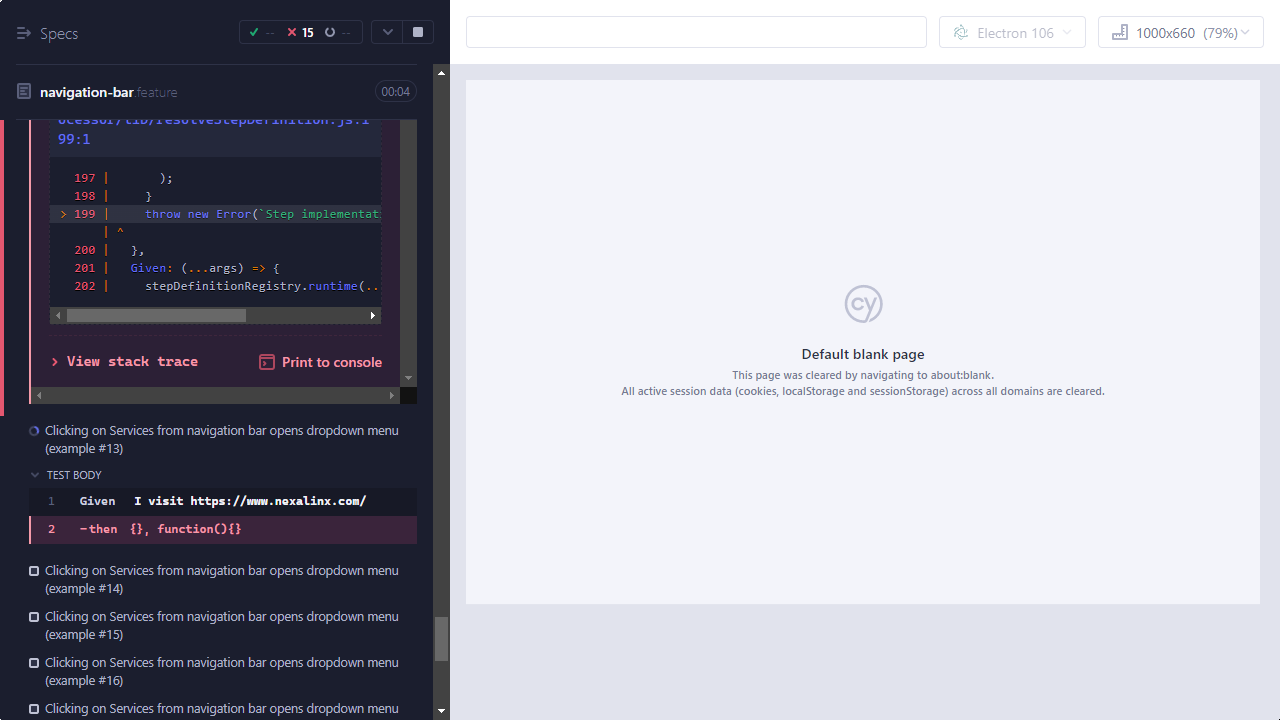 Specs
--
15
--
Electron 106
1000x660 (79%)
navigation-bar.feature
00:04
ocessor/lib/resolveStepDefinition.js:1
99:1
197 | );
198 | }
> 199 | throw new Error(`Step implementat
| ^
200 | },
201 | Given: (...args) => {
202 | stepDefinitionRegistry.runtime(..
View stack trace
Print to console
Clicking on Services from navigation bar opens dropdown menu
(example #13)
TEST BODY
1 Given I visit https://www.nexalinx.com/
2 -then {}, function(){}
Clicking on Services from navigation bar opens dropdown menu
(example #14)
Clicking on Services from navigation bar opens dropdown menu
(example #15)
Clicking on Services from navigation bar opens dropdown menu
(example #16)
Clicking on Services from navigation bar opens dropdown menu
cy
Default blank page
This page was cleared by navigating to about:blank.
All active session data (cookies, localStorage and sessionStorage) across all domains are cleared.